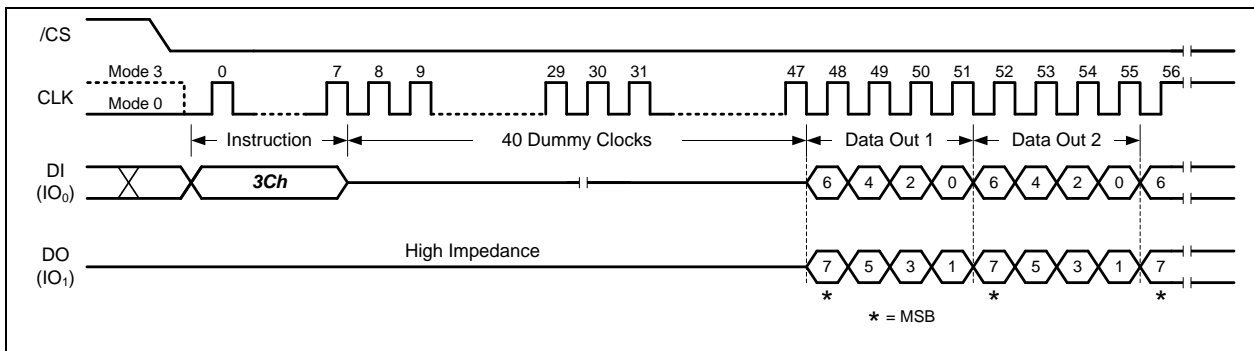 /CS
Mode 3 0 7 8 9 29 30 31 47 48 49 50 51 52 53 54 55 56
CLK
Mode 0
Instruction 40 Dummy Clocks Data Out 1 Data Out 2
DI
(IO₀)
3Ch 6 4 2 0 6 4 2 0 6
High Impedance
DO
(IO₁)
7 5 3 1 7 5 3 1 7
* * *
* = MSB